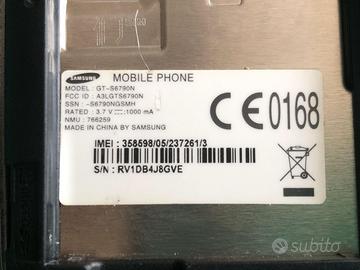 SAMSUNG
MOBILE PHONE
MODEL : GT-S6790N
FCC ID : A3LGTS6790N
SSN : -S6790NGSMH
RATED : 3.7 V ⎓ 1000 mA
NMU : 766259
MADE IN CHINA BY SAMSUNG
CE0168
IMEI : 358598/05/237261/3
S/N : RV1DB4J8GVE
subito